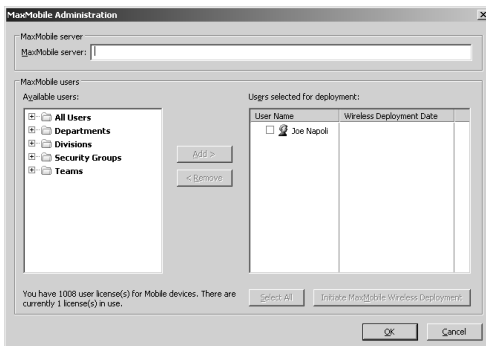 MaxMobile Administration
MaxMobile server
MaxMobile server:
MaxMobile users
Available users:
All Users
Departments
Divisions
Security Groups
Teams
Add >
< Remove
Users selected for deployment:
User Name Wireless Deployment Date
Joe Napoli
You have 1008 user license(s) for Mobile devices. There are
currently 1 license(s) in use.
Select All
Initiate MaxMobile Wireless Deployment
OK
Cancel